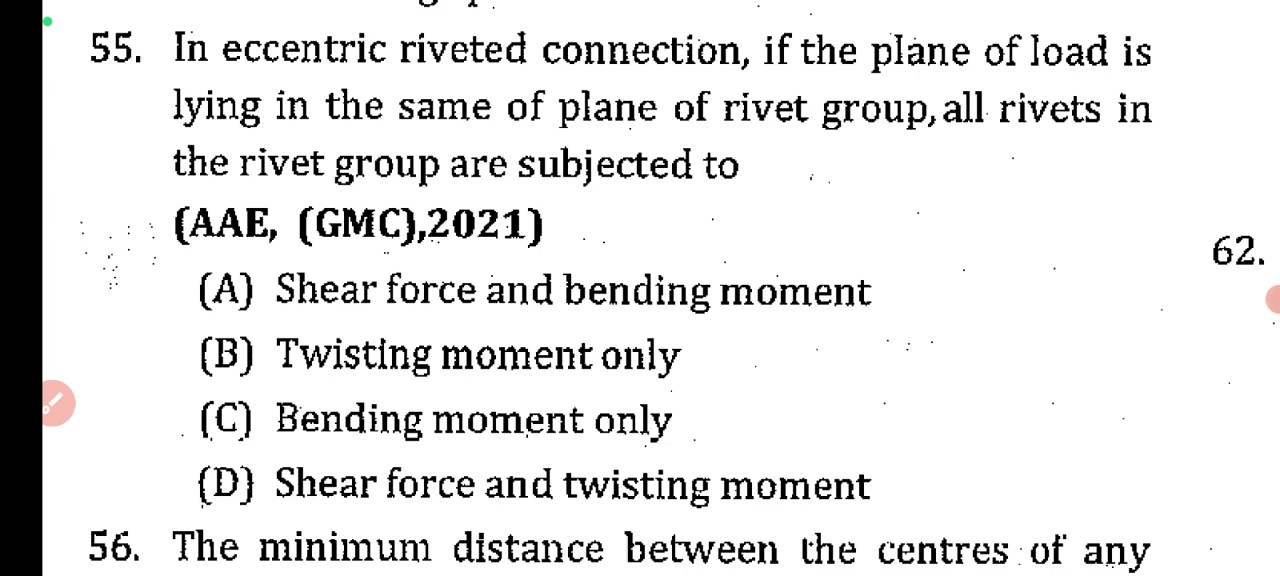 55. In eccentric riveted connection, if the plane of load is
lying in the same of plane of rivet group, all rivets in
the rivet group are subjected to
(AAE, (GMC),2021)
(A) Shear force and bending moment
(B) Twisting moment only
(C) Bending moment only
(D) Shear force and twisting moment
56. The minimum distance between the centres of any
62.